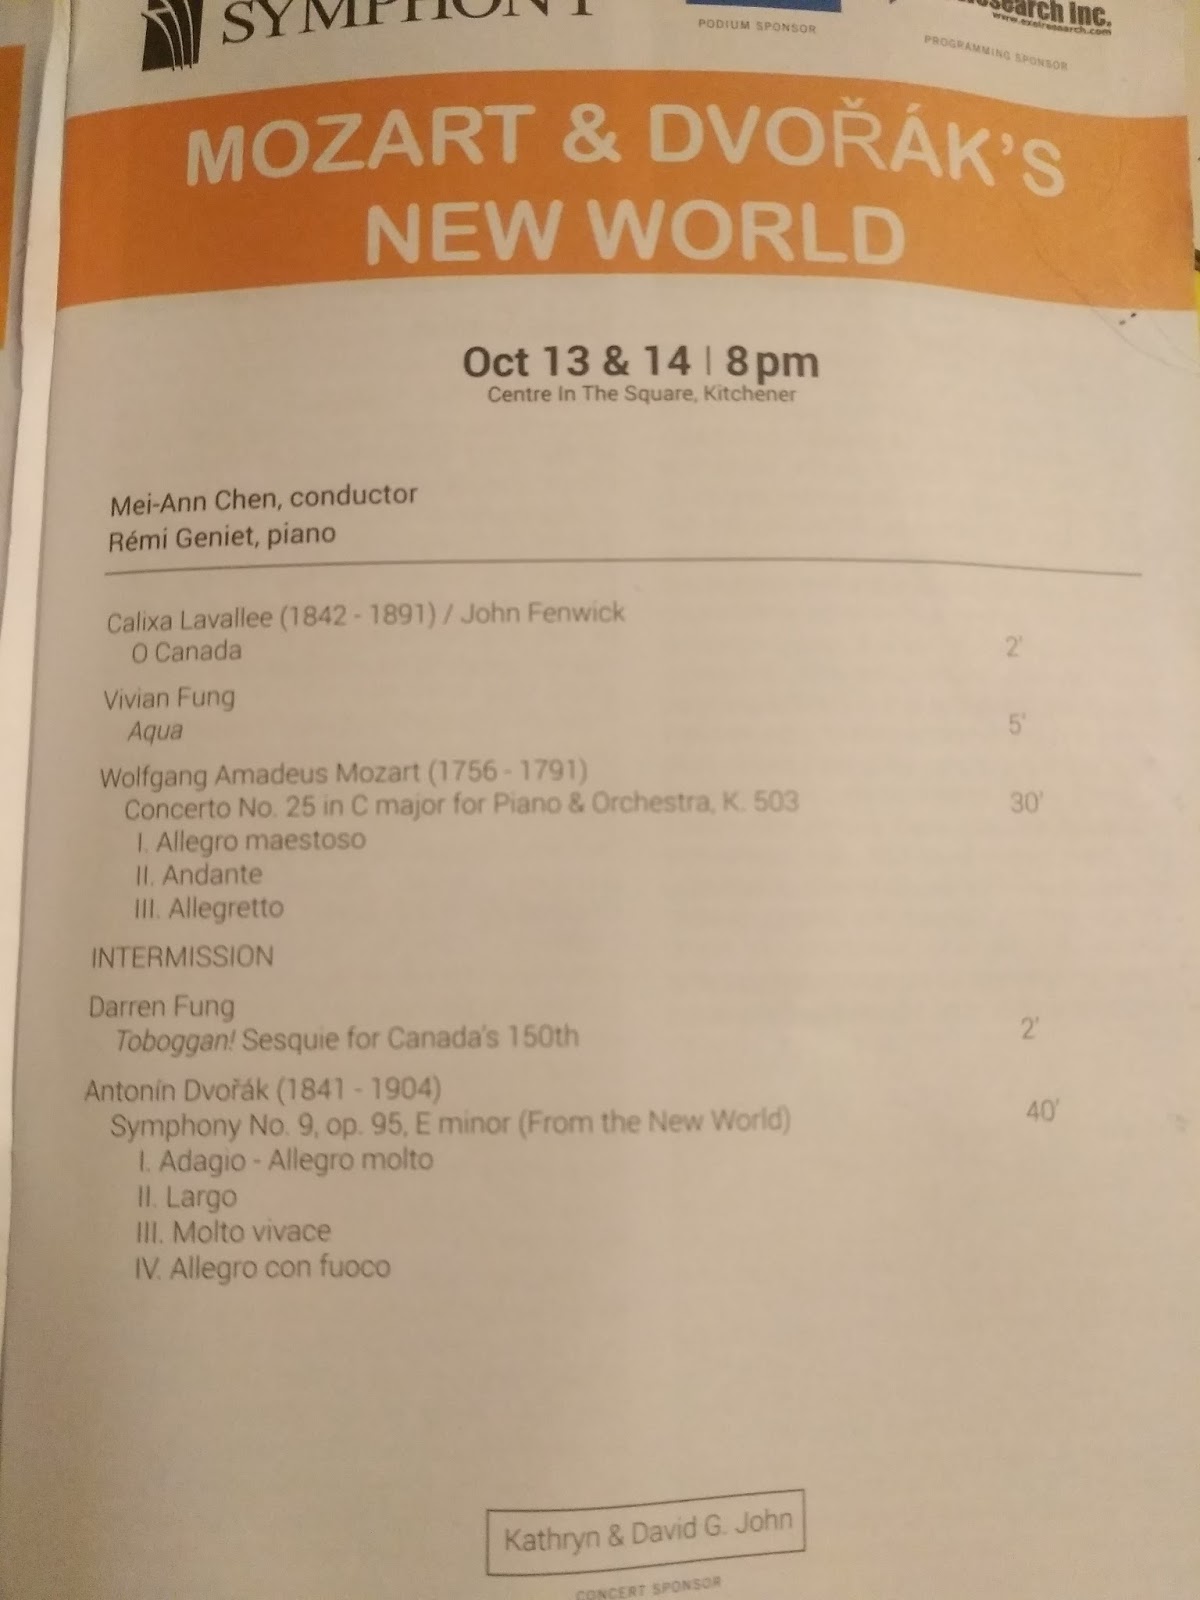 SYMPHONY
PODIUM SPONSOR
search Inc.
www.exelresearch.com
PROGRAMMING SPONSOR
MOZART & DVOŘÁK'S
NEW WORLD
Oct 13 & 14 | 8pm
Centre In The Square, Kitchener
Mei-Ann Chen, conductor
Rémi Geniet, piano
Calixa Lavallee (1842 - 1891) / John Fenwick
O Canada 2'
Vivian Fung
Aqua 5'
Wolfgang Amadeus Mozart (1756 - 1791)
Concerto No. 25 in C major for Piano & Orchestra, K. 503 30'
I. Allegro maestoso
II. Andante
III. Allegretto
INTERMISSION
Darren Fung
Toboggan! Sesquie for Canada's 150th 2'
Antonín Dvořák (1841 - 1904)
Symphony No. 9, op. 95, E minor (From the New World) 40'
I. Adagio - Allegro molto
II. Largo
III. Molto vivace
IV. Allegro con fuoco
Kathryn & David G. John
CONCERT SPONSOR